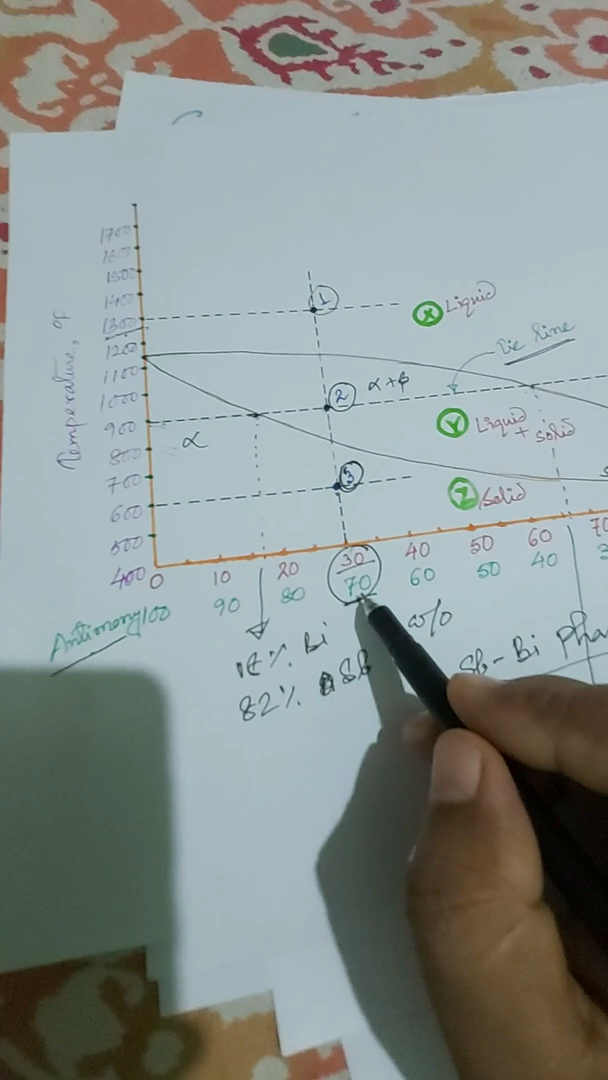 1700
1600
1500
1400
1300
1200
1100
1000
900
800
700
600
500
400
Temperature, of
1
X Liquid
tie line
2
α+β
Y Liquid
+ solid
α
3
Z Solid
0 10 20 30 40 50 60 70
Antimony 100 90 80 70 60 50 40 3
w/o
% Bi
82% Sb
Sb-Bi Pha